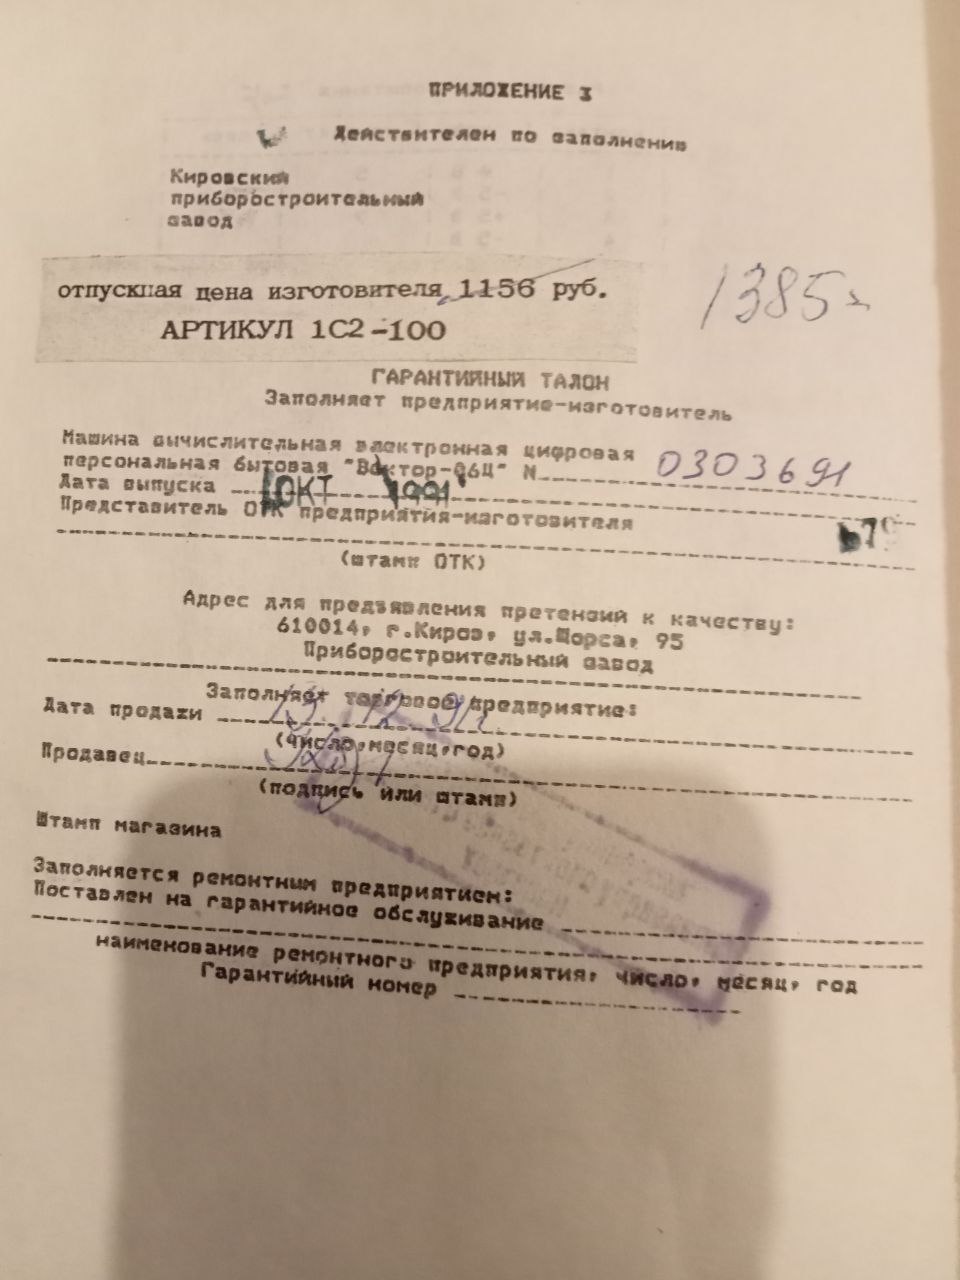 ПРИЛОЖЕНИЕ 3
Действителен по заполнении
Кировский
приборостроительный
завод
отпускная цена изготовителя 1156 руб.
АРТИКУЛ 1С2-100
1385
ГАРАНТИЙНЫЙ ТАЛОН
Заполняет предприятие-изготовитель
Машина вычислительная электронная цифровая
персональная бытовая "Вектор-06Ц" N 0303691
Дата выпуска ОКТ 1991
Представитель ОТК предприятия-изготовителя
(штамп ОТК)
Адрес для предъявления претензий к качеству:
610014, г.Киров, ул.Щорса, 95
Приборостроительный завод
Заполняет торговое предприятие:
Дата продажи 13.12.91г.
(число,месяц,год)
Продавец
(подпись или штамп)
Штамп магазина
Заполняется ремонтным предприятием:
Поставлен на гарантийное обслуживание
наименование ремонтного предприятия, число, месяц, год
Гарантийный номер